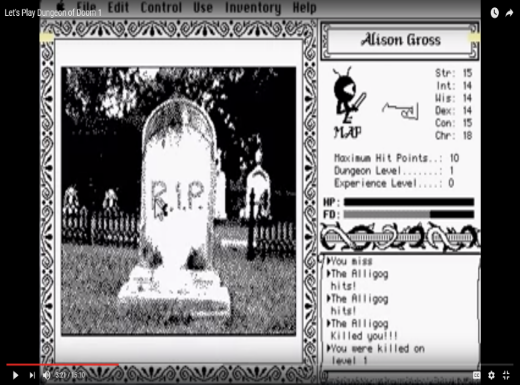 Let's Play Dungeon of Doom 1
File Edit Control Use Inventory Help
Alison Gross
Str: 15
Int: 14
Wis: 14
Dex: 14
Con: 15
Chr: 18
MAP
Maximum Hit Points..: 10
Dungeon Level.......: 1
Experience Level....: 0
HP:
FD:
R.I.P.
You miss
The Alligog
hits!
The Alligog
hits!
The Alligog
Killed you!!!
You were killed on
level 1